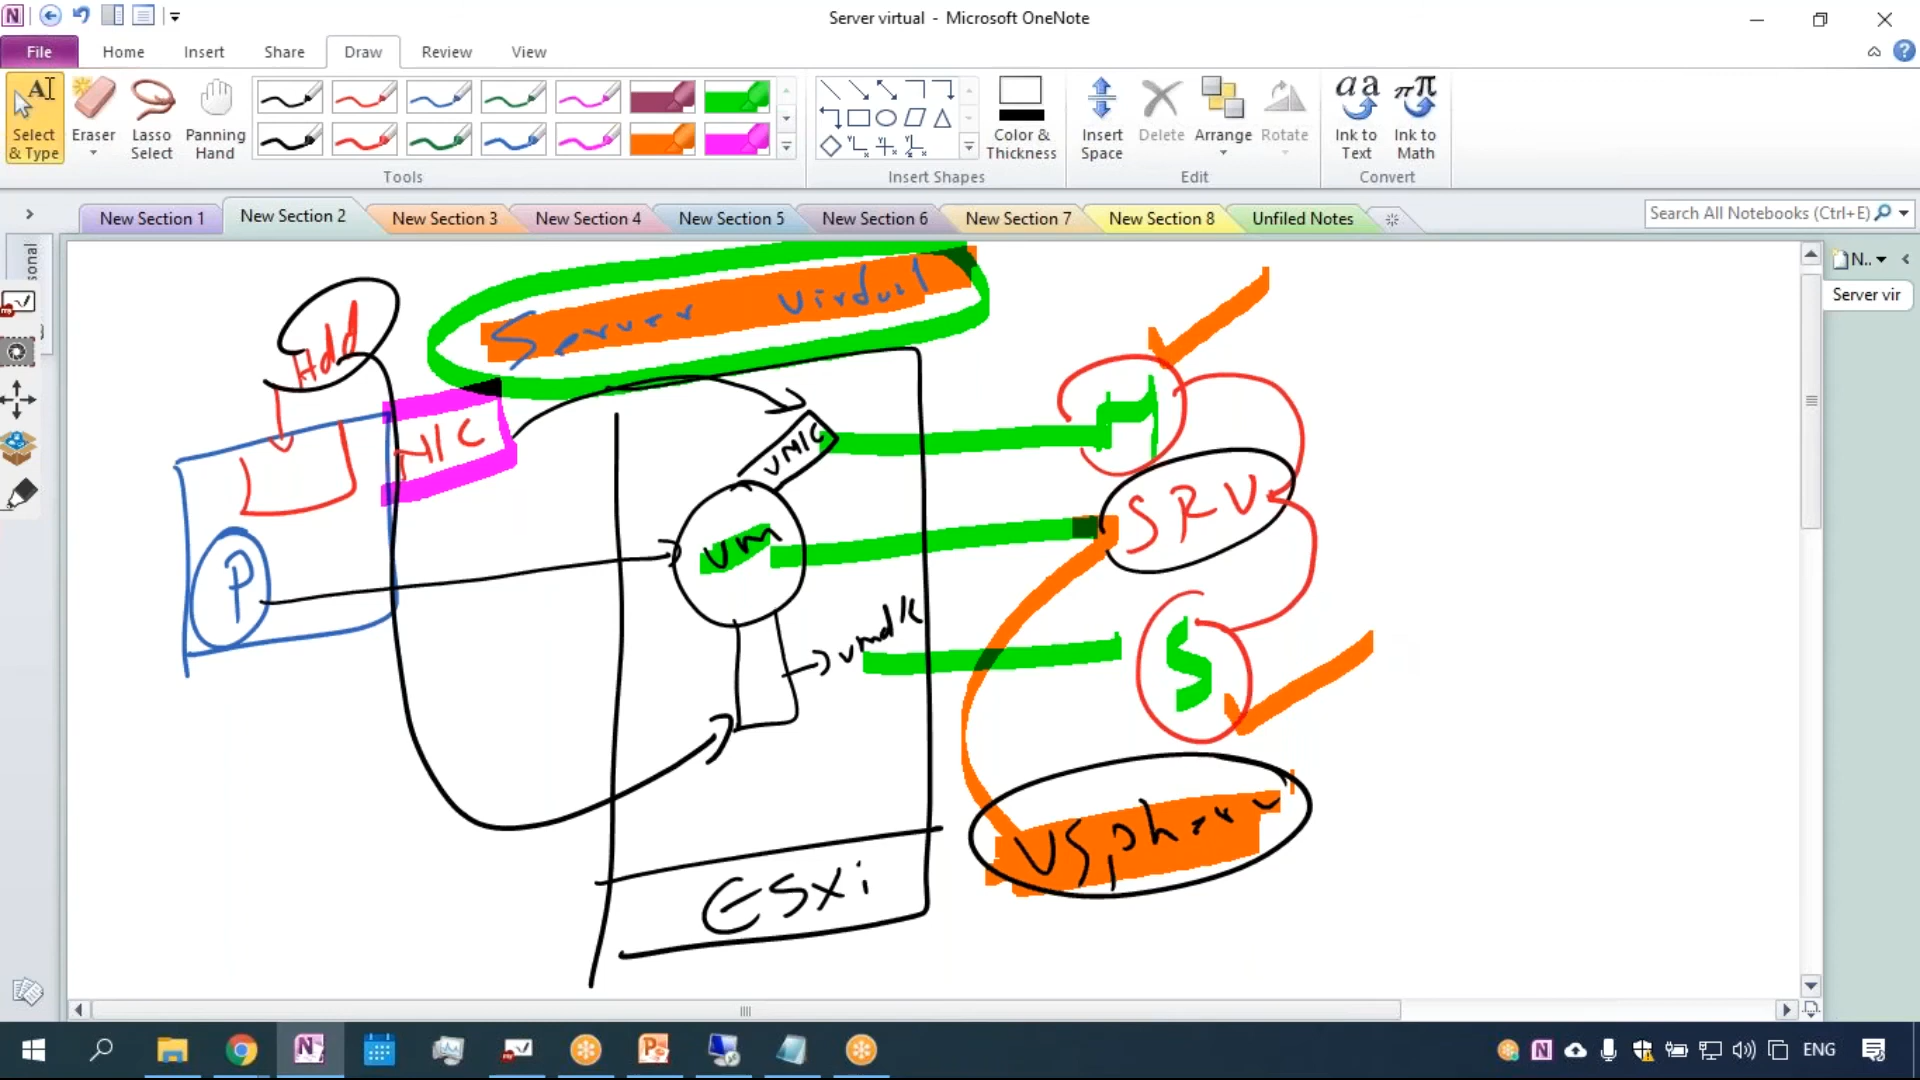 Server virtual - Microsoft OneNote
File
Home
Insert
Share
Draw
Review
View
Select & Type
Eraser
Lasso Select
Panning Hand
Color & Thickness
Insert Space
Delete
Arrange
Rotate
Ink to Text
Ink to Math
Tools
Insert Shapes
Edit
Convert
New Section 1
New Section 2
New Section 3
New Section 4
New Section 5
New Section 6
New Section 7
New Section 8
Unfiled Notes
Search All Notebooks (Ctrl+E)
sonal
N..
Server vir
Server Virdual
Hdd
NIC
VNIC
N
P
vm
SRV
vmdk
S
ESXi
ENG